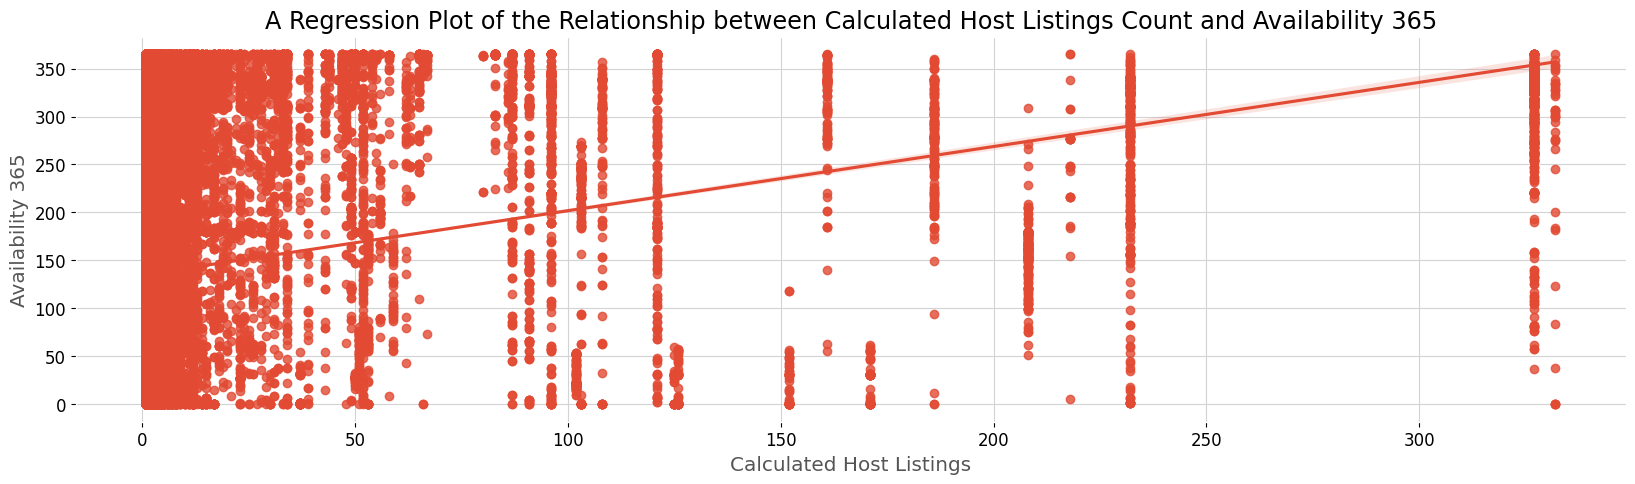 A Regression Plot of the Relationship between Calculated Host Listings Count and Availability 365
Availability 365
350
300
250
200
150
100
50
0
0 50 100 150 200 250 300
Calculated Host Listings